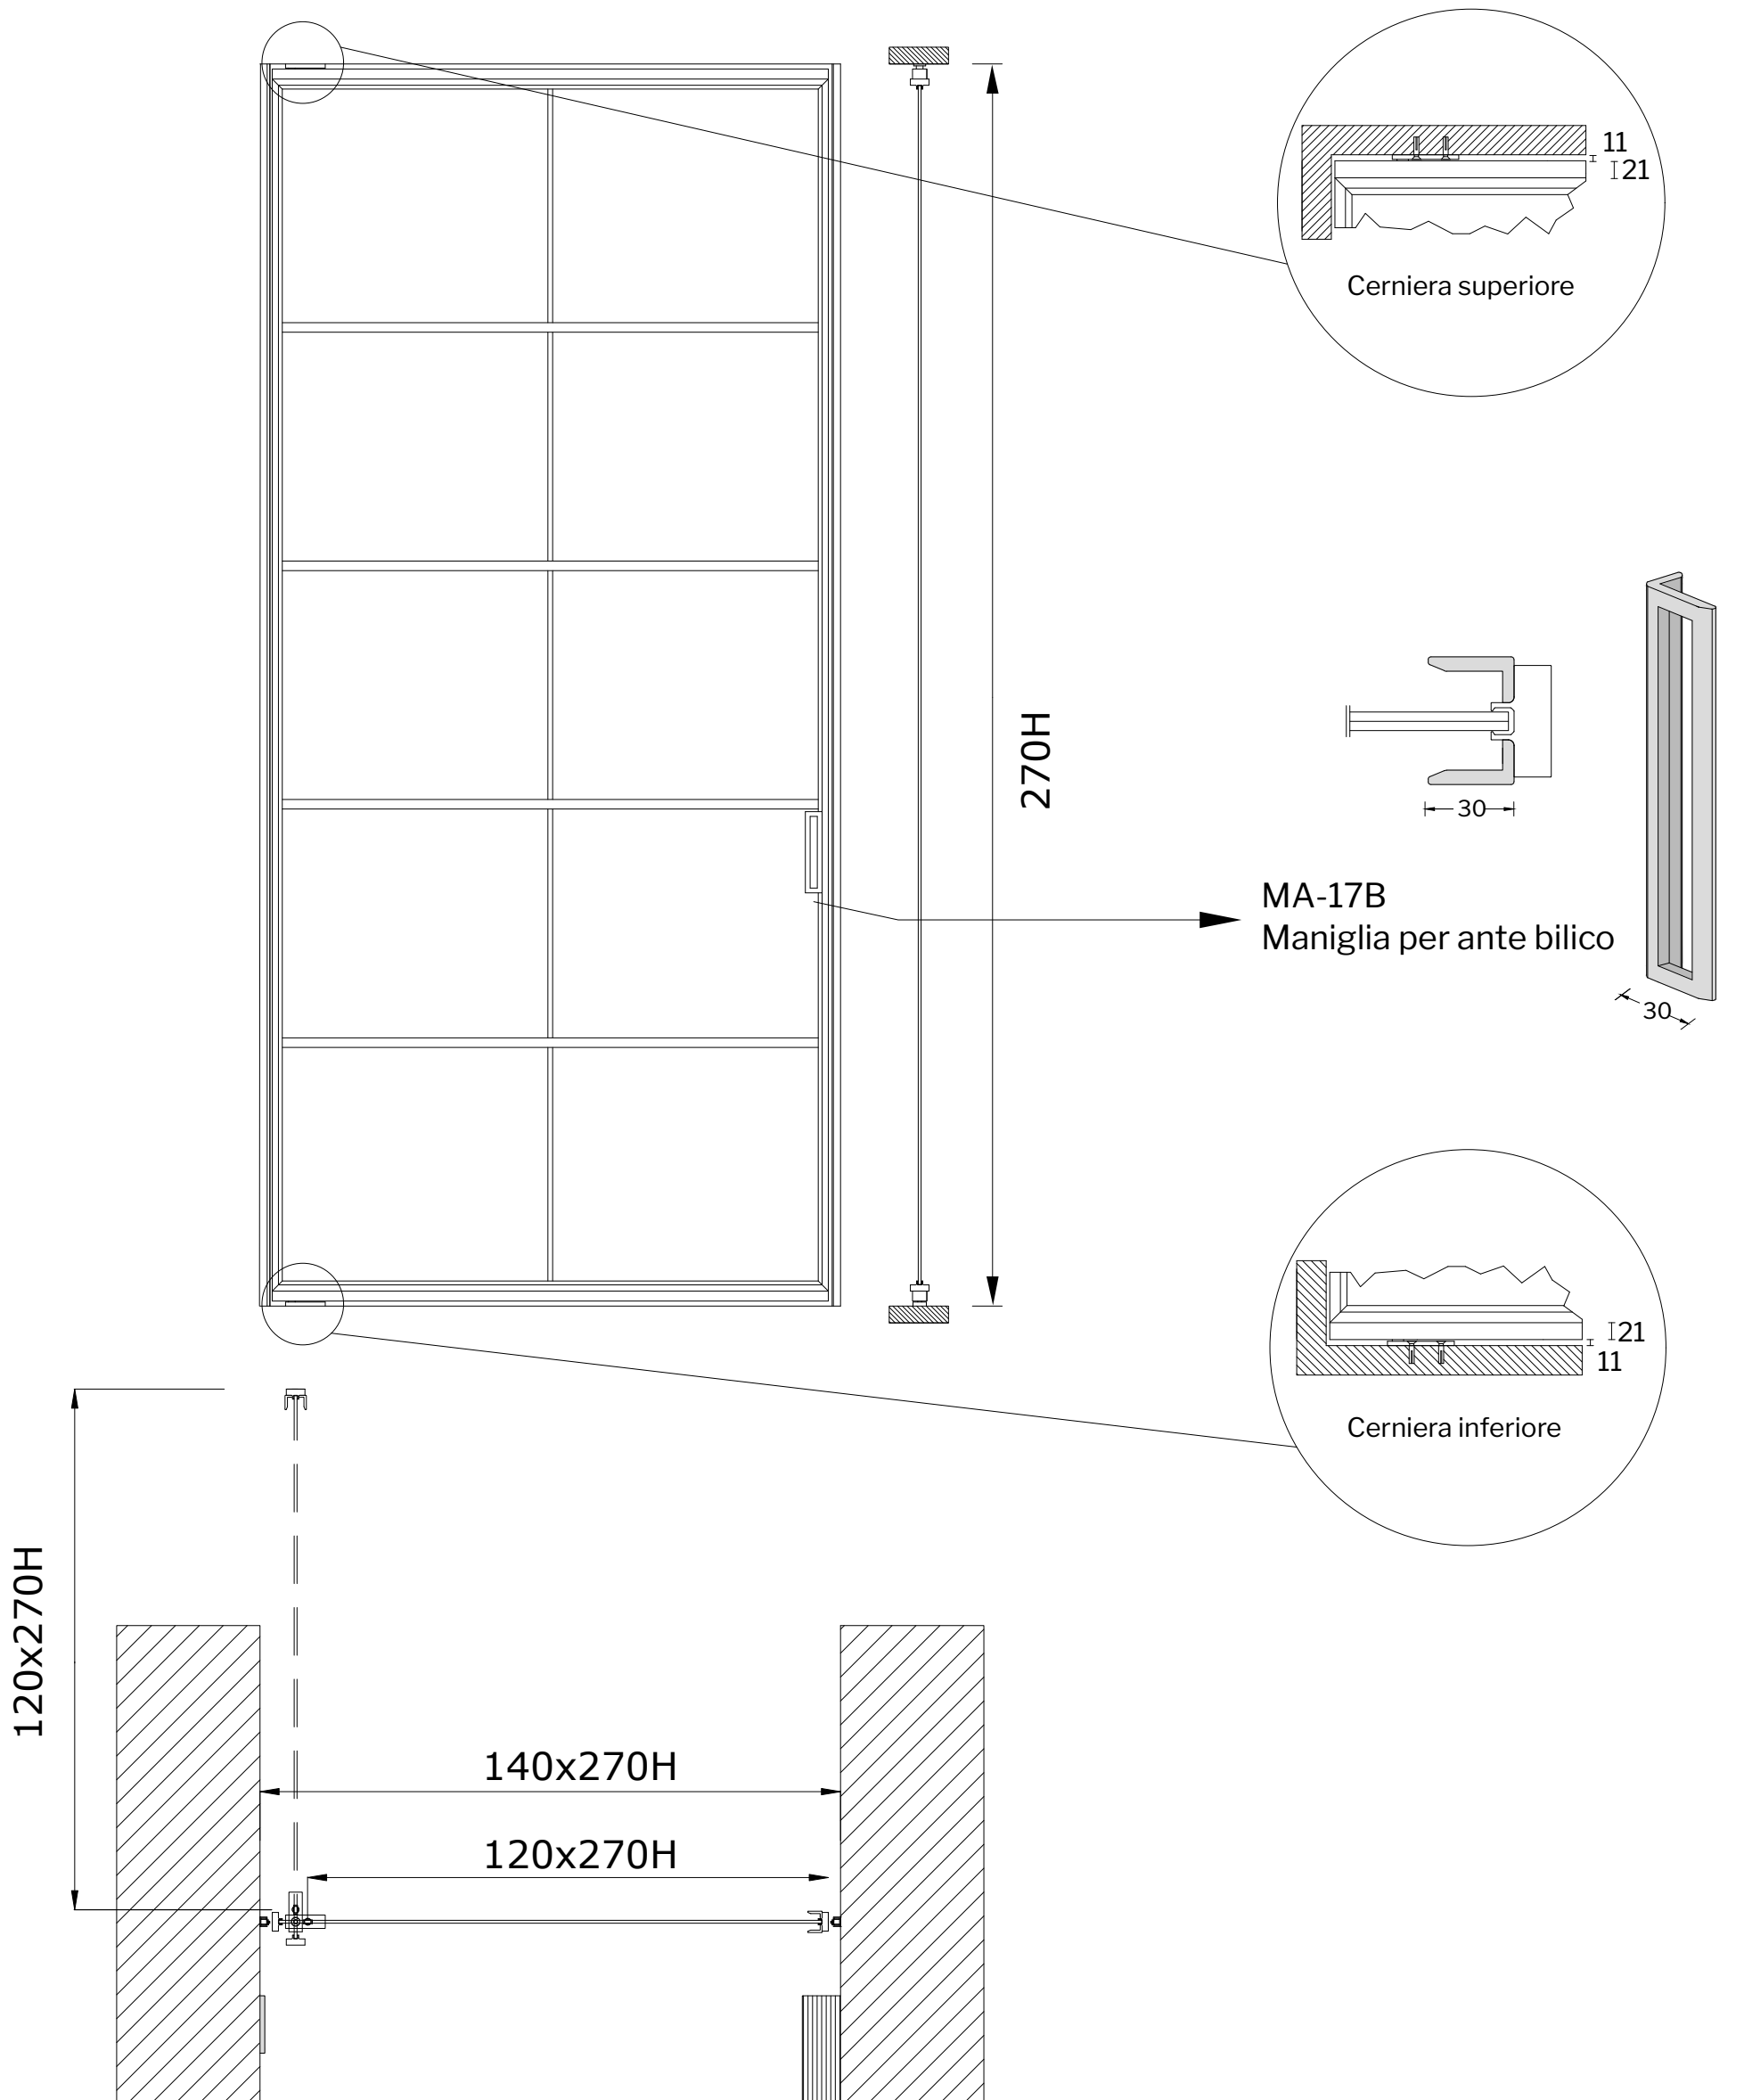 11
21
Cerniera superiore
270H
30
MA-17B
Maniglia per ante bilico
30
21
11
Cerniera inferiore
120x270H
140x270H
120x270H